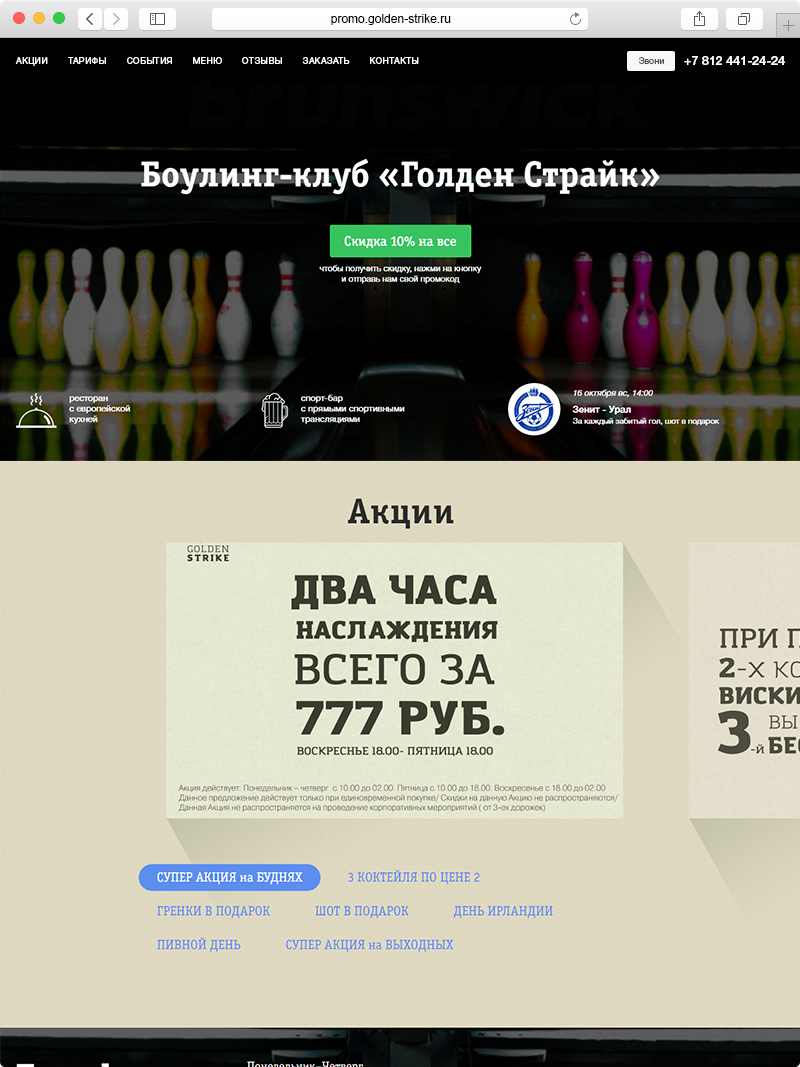 promo.golden-strike.ru
АКЦИИ ТАРИФЫ СОБЫТИЯ МЕНЮ ОТЗЫВЫ ЗАКАЗАТЬ КОНТАКТЫ Звони +7 812 441-24-24
Brunswick
Боулинг-клуб «Голден Страйк»
Скидка 10% на все
чтобы получить скидку, нажми на кнопку
и отправь нам свой промокод
ресторан
с европейской
кухней
спорт-бар
с прямыми спортивными
трансляциями
16 октября вс, 14:00
Зенит - Урал
За каждый забитый гол, шот в подарок
Акции
GOLDEN
STRIKE
ДВА ЧАСА
НАСЛАЖДЕНИЯ
ВСЕГО ЗА
777 РУБ.
ВОСКРЕСНЬЕ 18.00- ПЯТНИЦА 18.00
Акция действует: Понедельник – четверг с 10.00 до 02.00. Пятница с 10.00 до 18.00. Воскресенье с 18.00 до 02.00
Данное предложение действует только при единовременной покупке/ Скидки на данную Акцию не распространяются/
Данная Акция не распространяется на проведение корпоративных мероприятий ( от 3-ех дорожек)
ПРИ П
2-Х КО
ВИСКИ
3-й ВЫ
БЕС
СУПЕР АКЦИЯ на БУДНЯХ 3 КОКТЕЙЛЯ ПО ЦЕНЕ 2
ГРЕНКИ В ПОДАРОК ШОТ В ПОДАРОК ДЕНЬ ИРЛАНДИИ
ПИВНОЙ ДЕНЬ СУПЕР АКЦИЯ на ВЫХОДНЫХ
Понедельник–Четверг